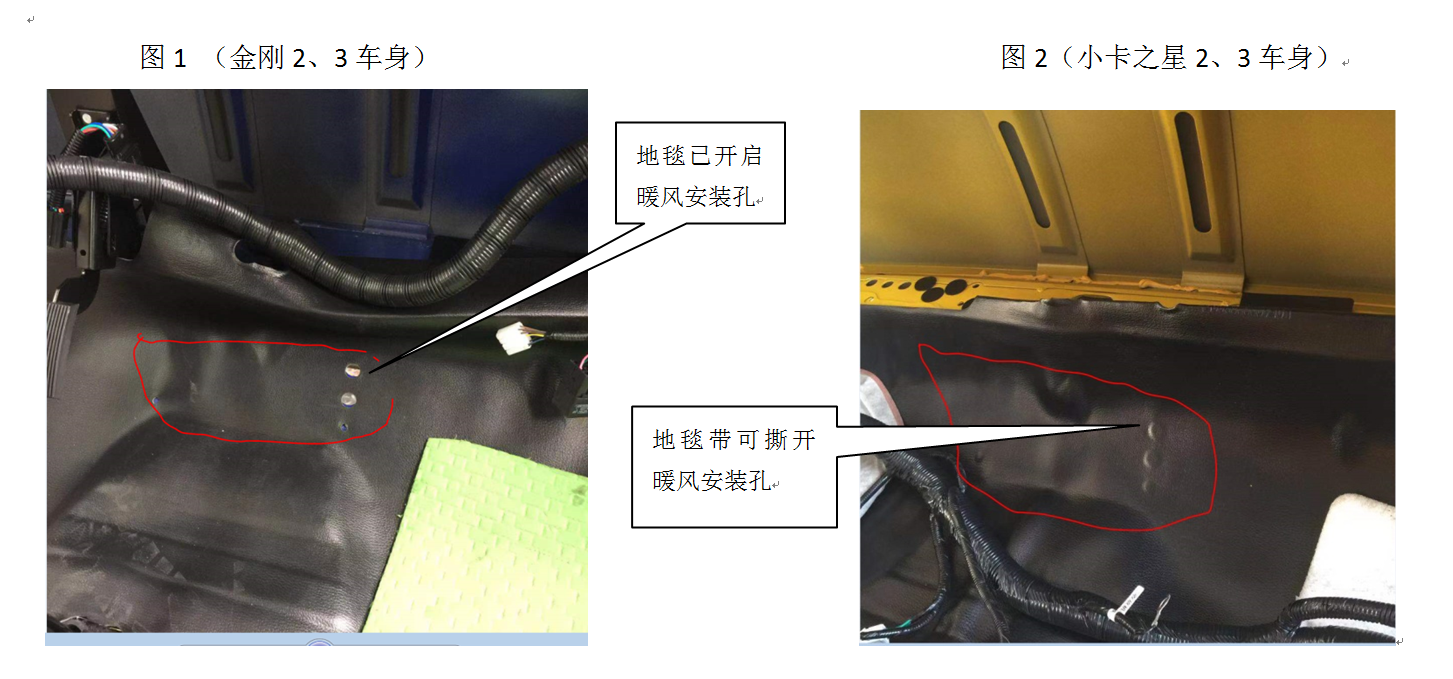 图1 （金刚2、3车身）
图2（小卡之星2、3车身）
地毯已开启
暖风安装孔
地毯带可撕开
暖风安装孔